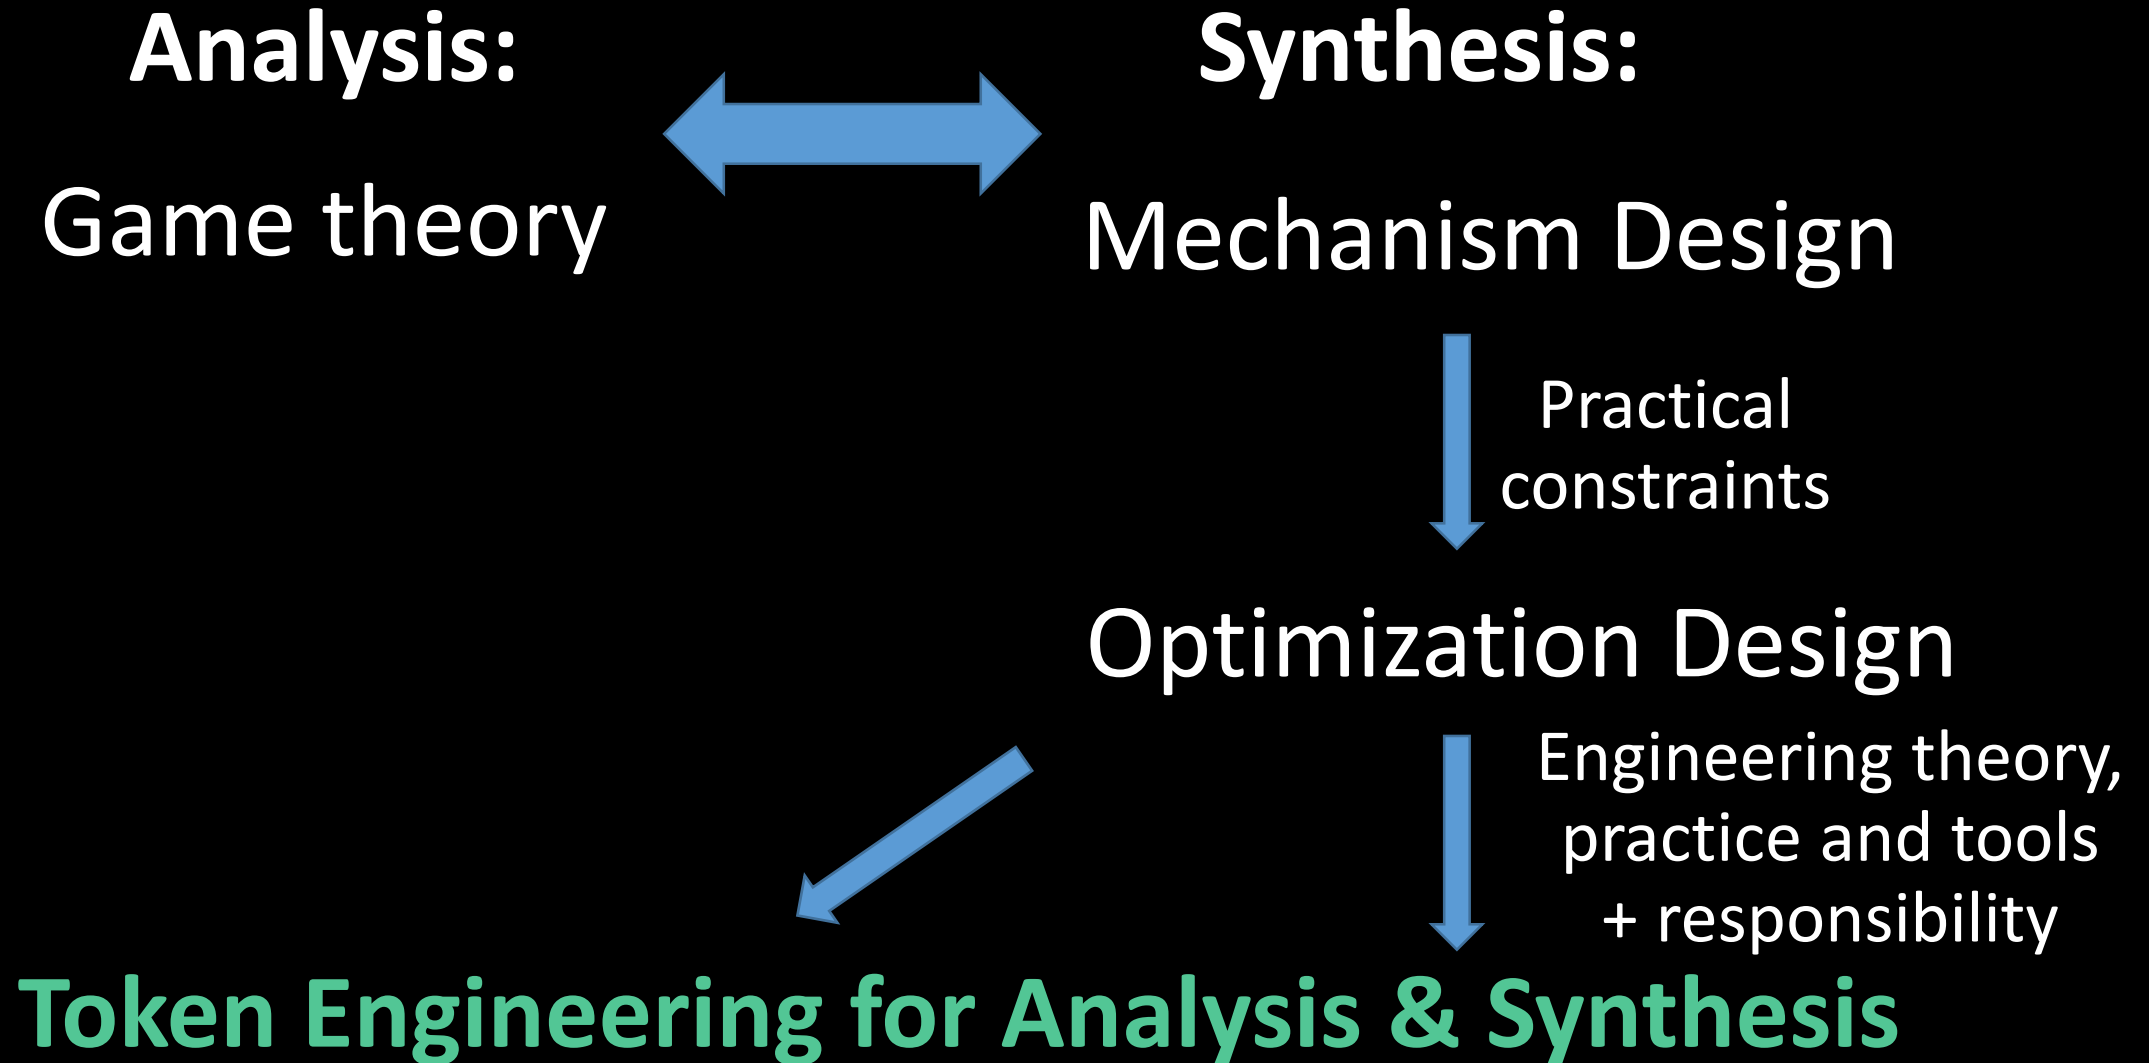 Analysis:
Synthesis:
Game theory
Mechanism Design
Practical
constraints
Optimization Design
Engineering theory,
practice and tools
+ responsibility
Token Engineering for Analysis & Synthesis